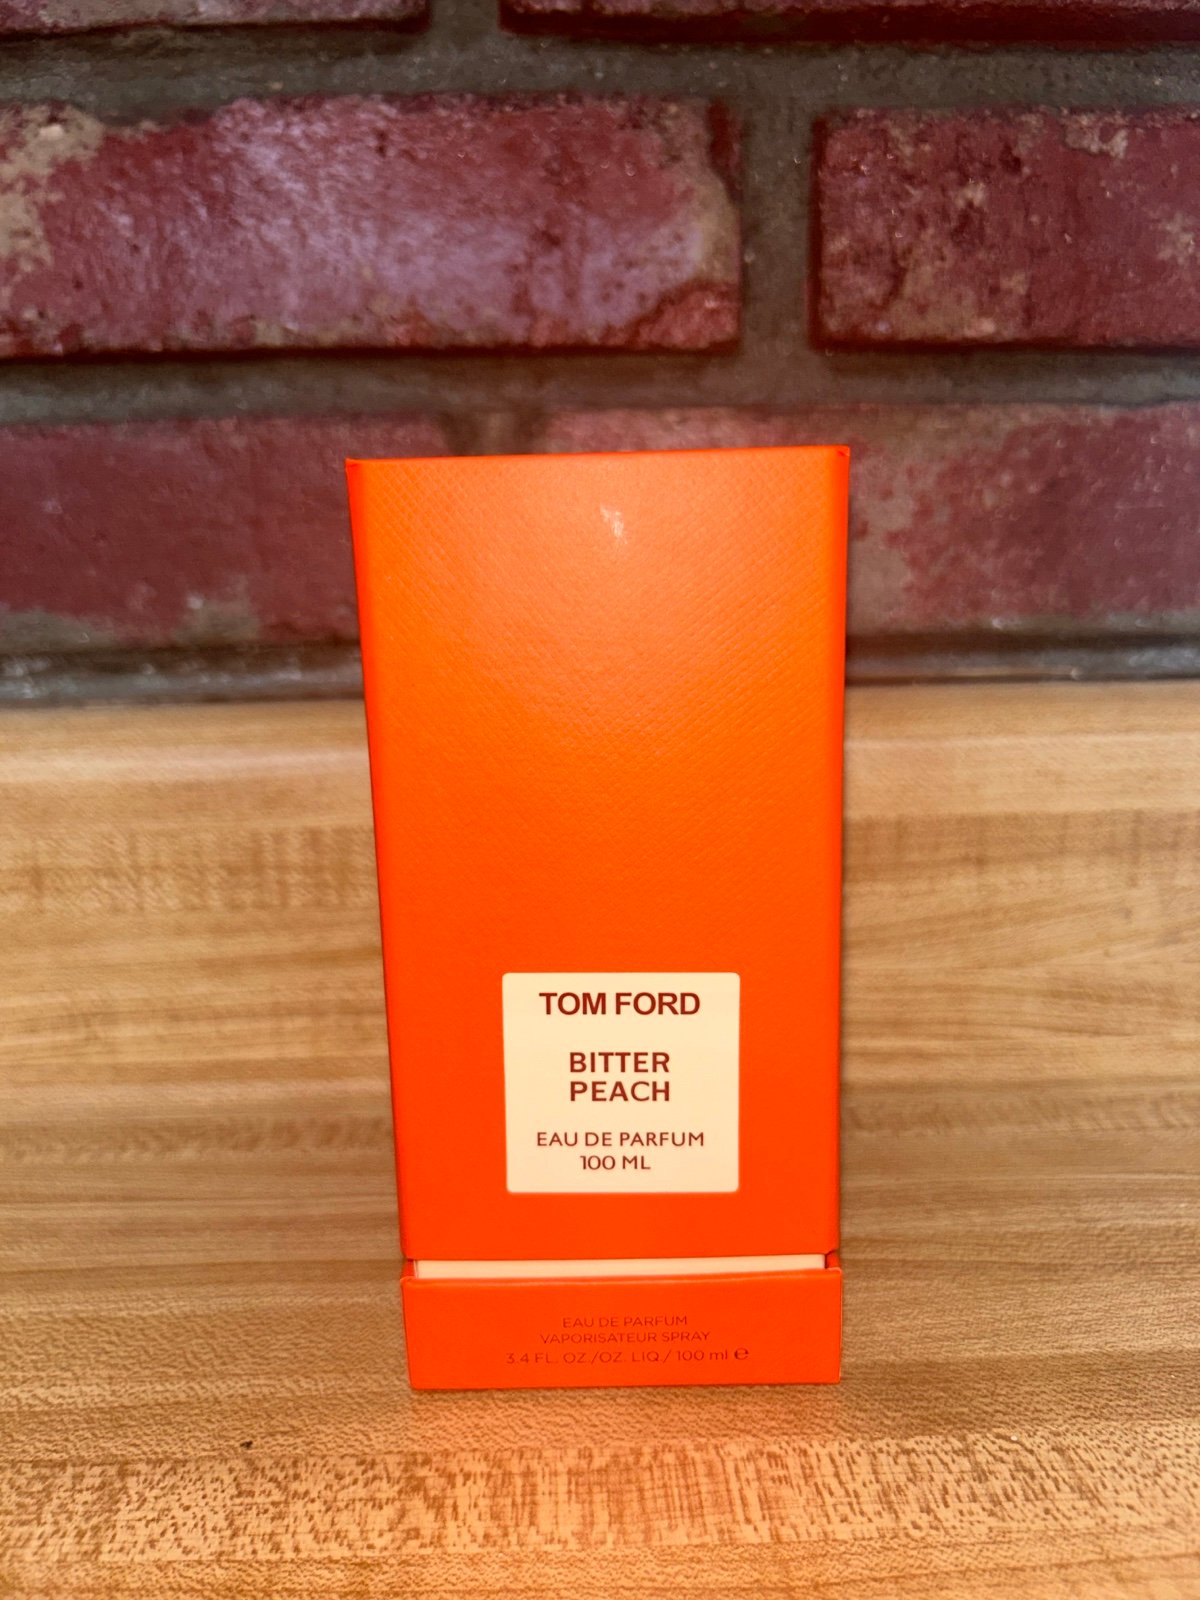 TOM FORD
BITTER
PEACH
EAU DE PARFUM
100 ML
EAU DE PARFUM
VAPORISATEUR SPRAY
3.4 FL. OZ./OZ. LIQ./ 100 ml ℮